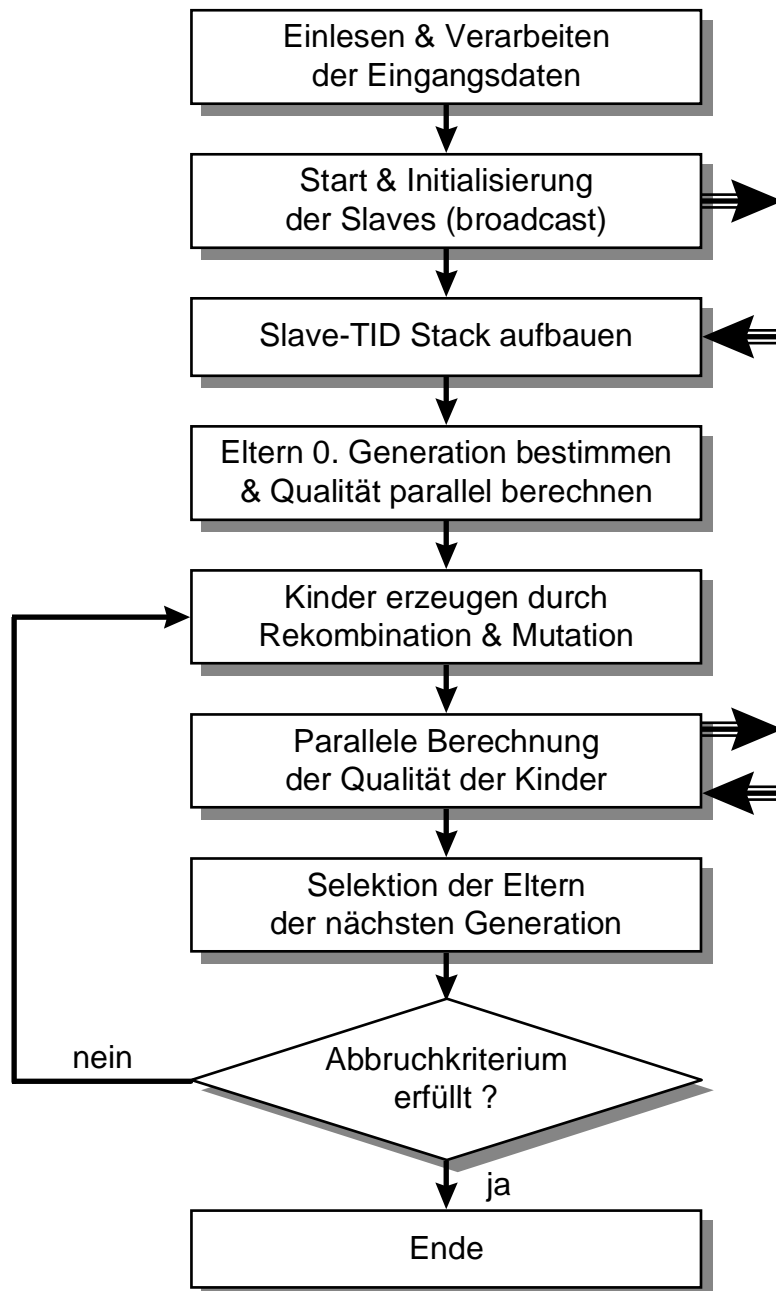 Einlesen & Verarbeiten
der Eingangsdaten
Start & Initialisierung
der Slaves (broadcast)
Slave-TID Stack aufbauen
Eltern 0. Generation bestimmen
& Qualität parallel berechnen
Kinder erzeugen durch
Rekombination & Mutation
Parallele Berechnung
der Qualität der Kinder
Selektion der Eltern
der nächsten Generation
nein
Abbruchkriterium
erfüllt ?
ja
Ende